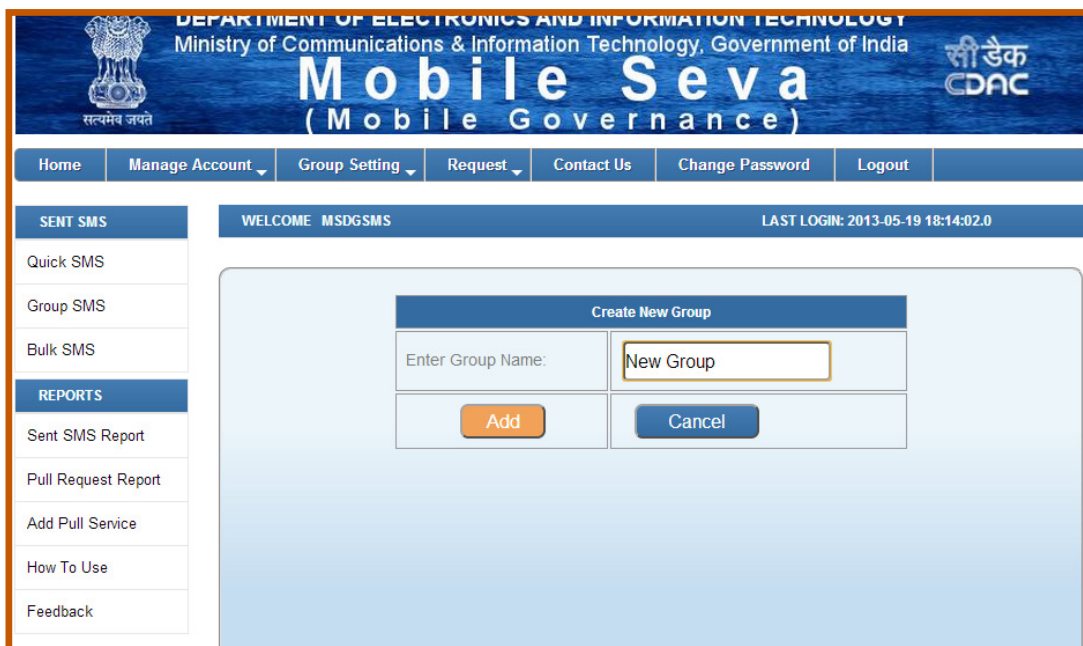 DEPARTMENT OF ELECTRONICS AND INFORMATION TECHNOLOGY
Ministry of Communications & Information Technology, Government of India
Mobile Seva
(Mobile Governance)
सत्यमेव जयते
सी डैक
CDAC
Home Manage Account Group Setting Request Contact Us Change Password Logout
SENT SMS
Quick SMS
Group SMS
Bulk SMS
REPORTS
Sent SMS Report
Pull Request Report
Add Pull Service
How To Use
Feedback
WELCOME MSDGSMS LAST LOGIN: 2013-05-19 18:14:02.0
Create New Group
Enter Group Name: New Group
Add Cancel